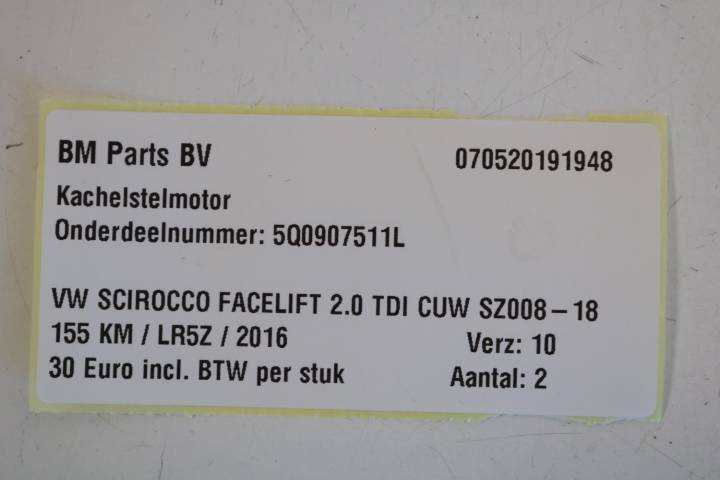 BM Parts BV 070520191948
Kachelstelmotor
Onderdeelnummer: 5Q0907511L
VW SCIROCCO FACELIFT 2.0 TDI CUW SZ008-18
155 KM / LR5Z / 2016 Verz: 10
30 Euro incl. BTW per stuk Aantal: 2